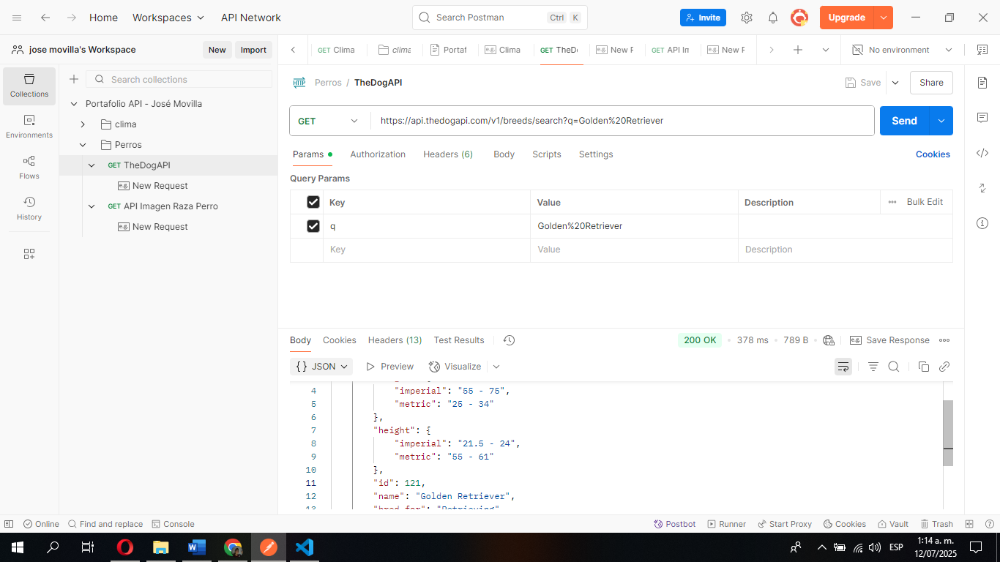 Home Workspaces API Network Search Postman Ctrl K Invite Upgrade
jose movilla's Workspace New Import GET Clima clima Portaf Clima GET TheD New F GET API In New F No environment
Collections
Environments
Flows
History
Search collections
Portafolio API - José Movilla
clima
Perros
GET TheDogAPI
e.g. New Request
GET API Imagen Raza Perro
e.g. New Request
HTTP Perros / TheDogAPI Save Share
GET https://api.thedogapi.com/v1/breeds/search?q=Golden%20Retriever Send
Params Authorization Headers (6) Body Scripts Settings Cookies
Query Params
Key Value Description Bulk Edit
q Golden%20Retriever
Key Value Description
Body Cookies Headers (13) Test Results 200 OK 378 ms 789 B e.g. Save Response
{} JSON Preview Visualize
4 "imperial": "55 - 75",
5 "metric": "25 - 34"
6 },
7 "height": {
8 "imperial": "21.5 - 24",
9 "metric": "55 - 61"
10 },
11 "id": 121,
12 "name": "Golden Retriever",
13 "bred_for": "Retrieving",
Online Find and replace Console Postbot Runner Start Proxy Cookies Vault Trash
ESP 1:14 a. m.
12/07/2025